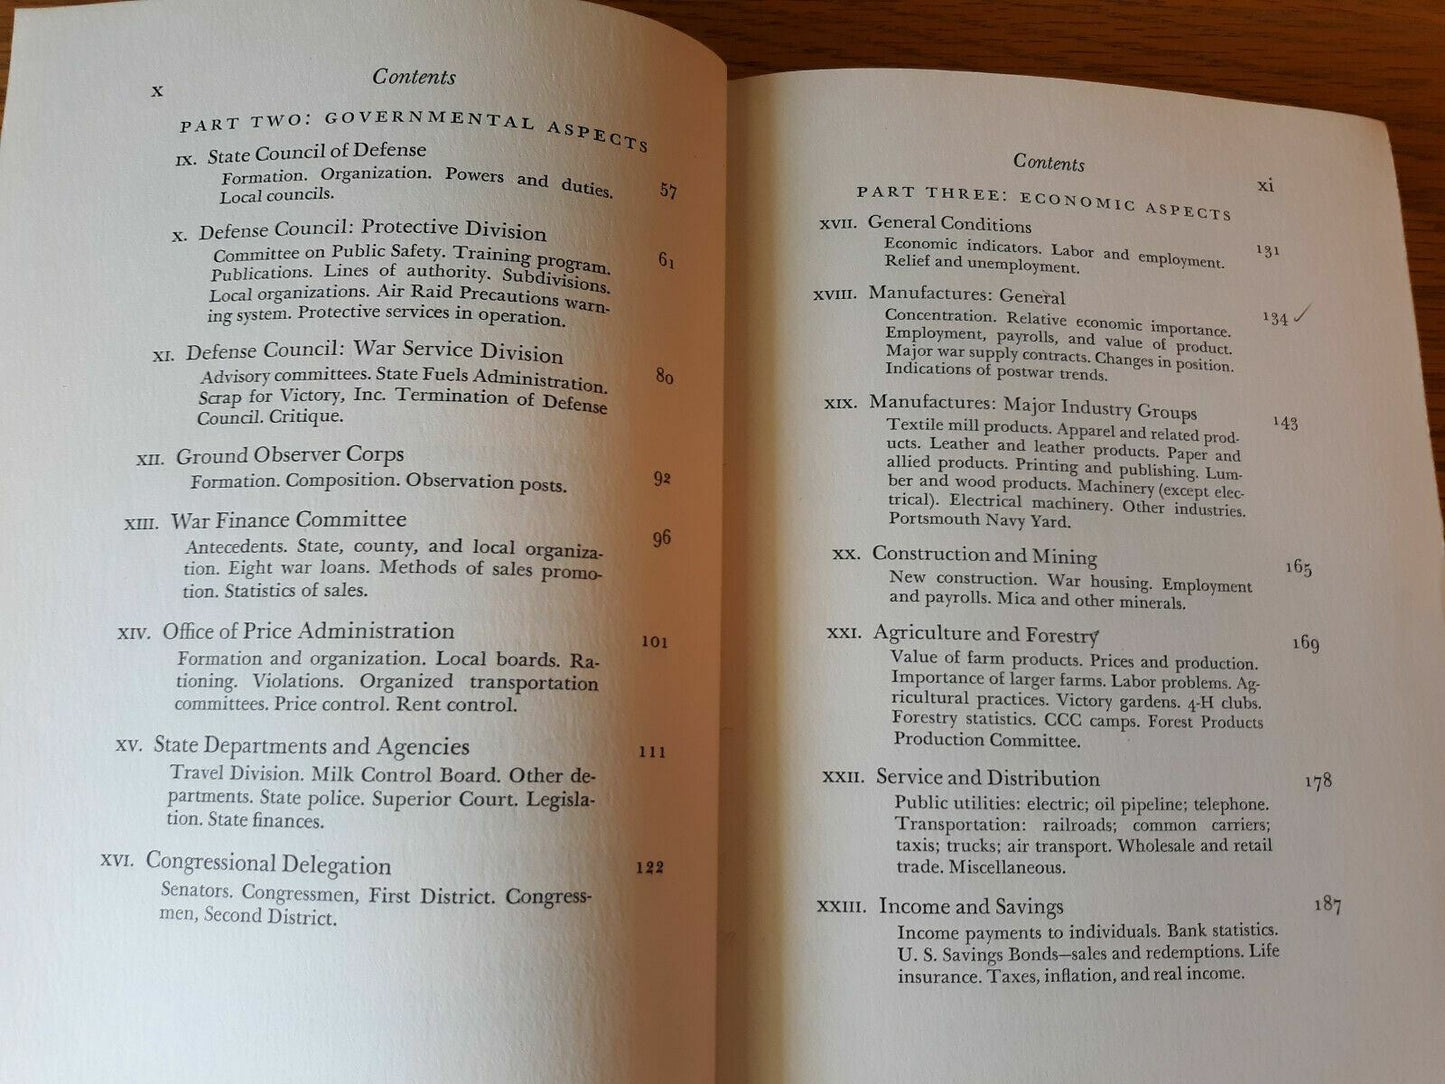 x
Contents
PART TWO: GOVERNMENTAL ASPECTS
IX. State Council of Defense
Formation. Organization. Powers and duties. 57
Local councils.
X. Defense Council: Protective Division
Committee on Public Safety. Training program. 61
Publications. Lines of authority. Subdivisions.
Local organizations. Air Raid Precautions warn-
ing system. Protective services in operation.
XI. Defense Council: War Service Division
Advisory committees. State Fuels Administration. 80
Scrap for Victory, Inc. Termination of Defense
Council. Critique.
XII. Ground Observer Corps
Formation. Composition. Observation posts. 92
XIII. War Finance Committee
Antecedents. State, county, and local organiza- 96
tion. Eight war loans. Methods of sales promo-
tion. Statistics of sales.
XIV. Office of Price Administration 101
Formation and organization. Local boards. Ra-
tioning. Violations. Organized transportation
committees. Price control. Rent control.
XV. State Departments and Agencies 111
Travel Division. Milk Control Board. Other de-
partments. State police. Superior Court. Legisla-
tion. State finances.
XVI. Congressional Delegation 122
Senators. Congressmen, First District. Congress-
men, Second District.
Contents
xi
PART THREE: ECONOMIC ASPECTS
XVII. General Conditions
Economic indicators. Labor and employment. 131
Relief and unemployment.
XVIII. Manufactures: General
Concentration. Relative economic importance. 134
Employment, payrolls, and value of product.
Major war supply contracts. Changes in position.
Indications of postwar trends.
XIX. Manufactures: Major Industry Groups 143
Textile mill products. Apparel and related prod-
ucts. Leather and leather products. Paper and
allied products. Printing and publishing. Lum-
ber and wood products. Machinery (except elec-
trical). Electrical machinery. Other industries.
Portsmouth Navy Yard.
XX. Construction and Mining 165
New construction. War housing. Employment
and payrolls. Mica and other minerals.
XXI. Agriculture and Forestry 169
Value of farm products. Prices and production.
Importance of larger farms. Labor problems. Ag-
ricultural practices. Victory gardens. 4-H clubs.
Forestry statistics. CCC camps. Forest Products
Production Committee.
XXII. Service and Distribution 178
Public utilities: electric; oil pipeline; telephone.
Transportation: railroads; common carriers;
taxis; trucks; air transport. Wholesale and retail
trade. Miscellaneous.
XXIII. Income and Savings 187
Income payments to individuals. Bank statistics.
U. S. Savings Bonds—sales and redemptions. Life
insurance. Taxes, inflation, and real income.